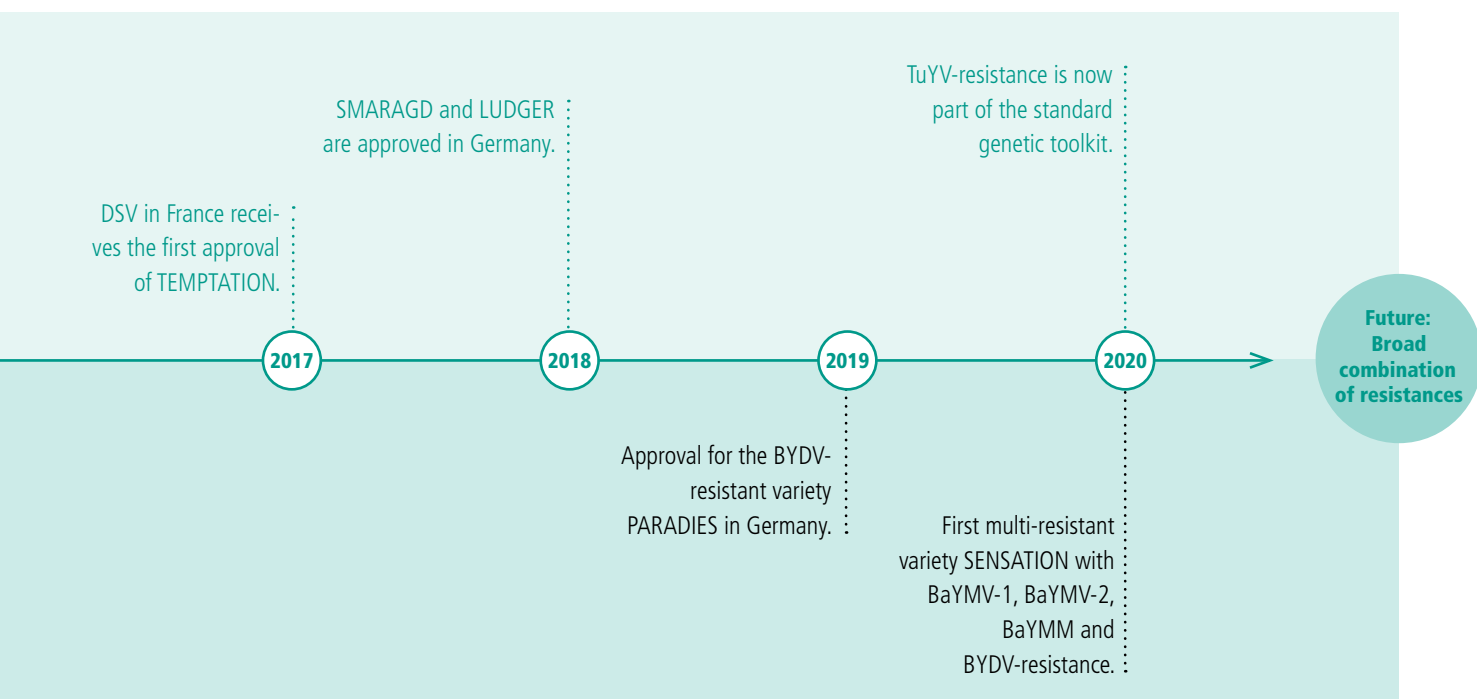 DSV in France recei-
ves the first approval
of TEMPTATION.
SMARAGD and LUDGER
are approved in Germany.
TuYV-resistance is now
part of the standard
genetic toolkit.
2017
2018
2019
2020
Future:
Broad
combination
of resistances
Approval for the BYDV-
resistant variety
PARADIES in Germany.
First multi-resistant
variety SENSATION with
BaYMV-1, BaYMV-2,
BaYMM and
BYDV-resistance.